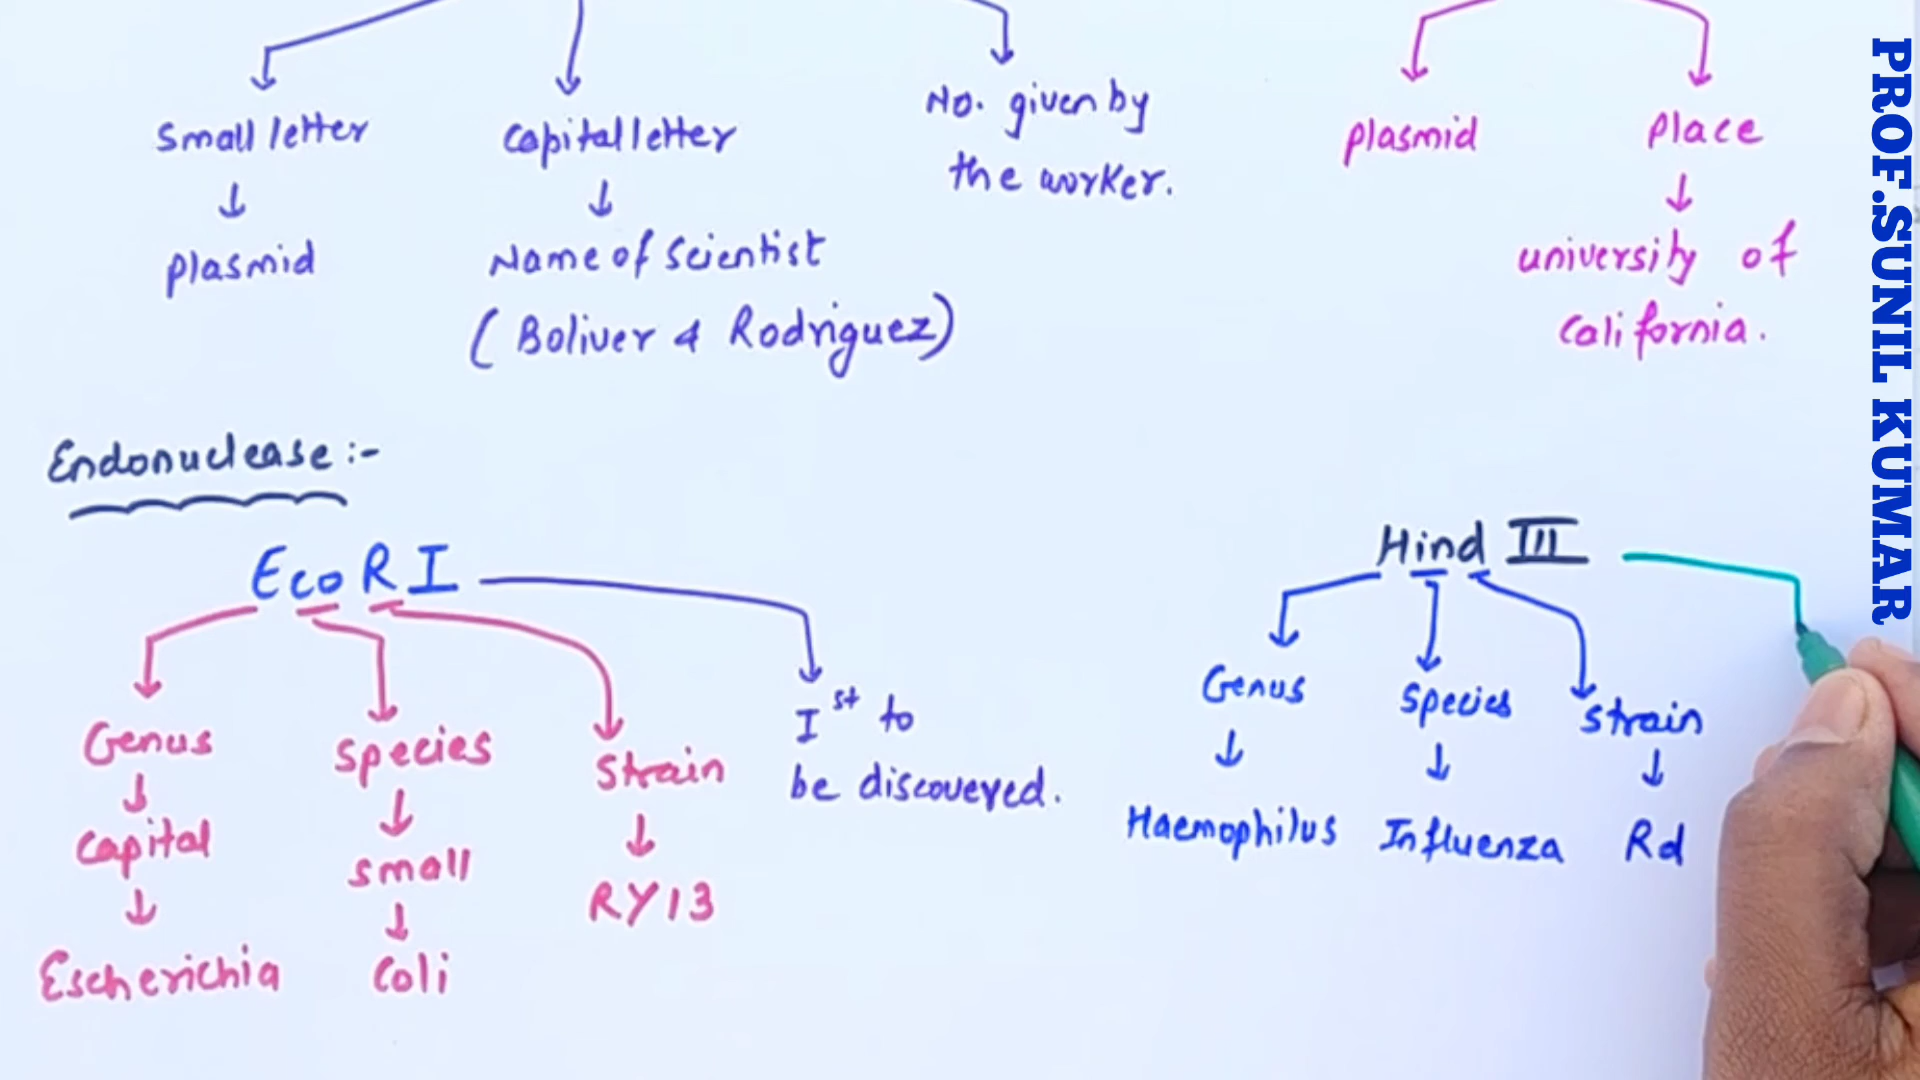 Small letter
↓
plasmid
Capital letter
↓
Name of Scientist
( Boliver & Rodriguez)
No. given by
the worker.
plasmid
Place
↓
university of
California.
PROF.SUNIL KUMAR
Endonuclease :-
EcoRI
Genus
↓
Capital
↓
Escherichia
Species
↓
small
↓
Coli
Strain
↓
RY13
Ist to
be discovered.
Hind III
Genus
↓
Haemophilus
Species
↓
Influenza
Strain
↓
Rd